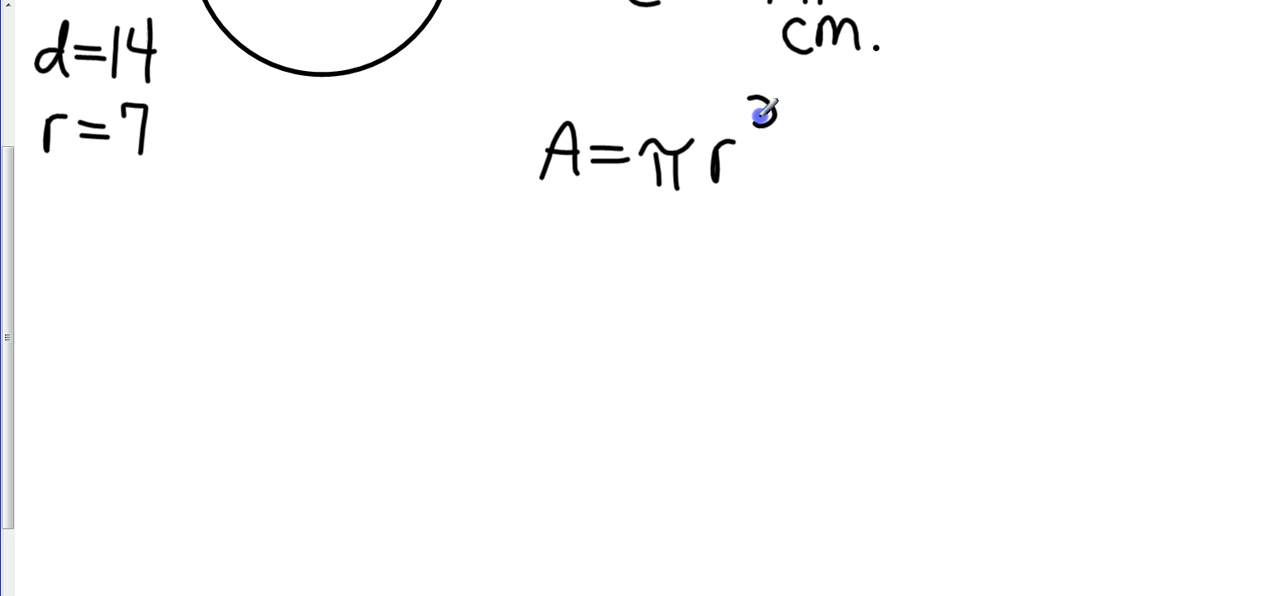 d=14
r=7
cm.
A=πr²